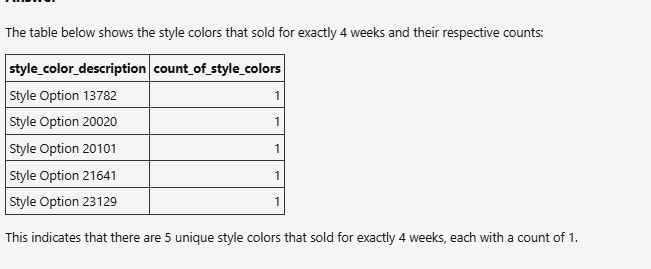 The table below shows the style colors that sold for exactly 4 weeks and their respective counts:
style_color_description count_of_style_colors
Style Option 13782 1
Style Option 20020 1
Style Option 20101 1
Style Option 21641 1
Style Option 23129 1
This indicates that there are 5 unique style colors that sold for exactly 4 weeks, each with a count of 1.